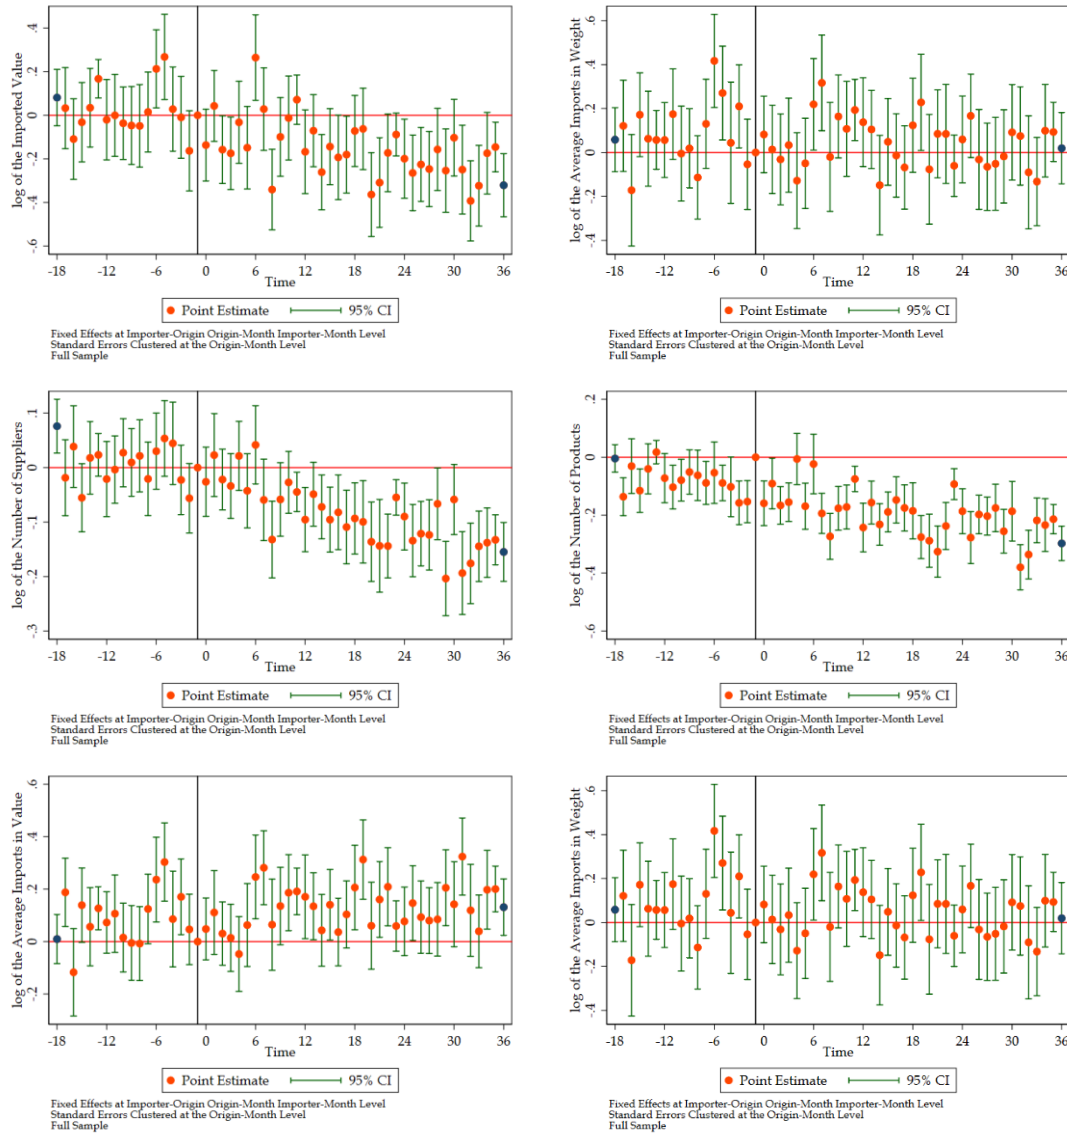 log of the Imported Value
.4
.2
0
-.2
-.4
-.6
-18 -12 -6 0 6 12 18 24 30 36
Time
Point Estimate 95% CI
Fixed Effects at Importer-Origin Origin-Month Importer-Month Level
Standard Errors Clustered at the Origin-Month Level
Full Sample
log of the Average Imports in Weight
.6
.4
.2
0
-.2
-.4
-18 -12 -6 0 6 12 18 24 30 36
Time
Point Estimate 95% CI
Fixed Effects at Importer-Origin Origin-Month Importer-Month Level
Standard Errors Clustered at the Origin-Month Level
Full Sample
log of the Number of Suppliers
.1
0
-.1
-.2
-.3
-18 -12 -6 0 6 12 18 24 30 36
Time
Point Estimate 95% CI
Fixed Effects at Importer-Origin Origin-Month Importer-Month Level
Standard Errors Clustered at the Origin-Month Level
Full Sample
log of the Number of Products
.2
0
-.2
-.4
-.6
-18 -12 -6 0 6 12 18 24 30 36
Time
Point Estimate 95% CI
Fixed Effects at Importer-Origin Origin-Month Importer-Month Level
Standard Errors Clustered at the Origin-Month Level
Full Sample
log of the Average Imports in Value
.6
.4
.2
0
-.2
-18 -12 -6 0 6 12 18 24 30 36
Time
Point Estimate 95% CI
Fixed Effects at Importer-Origin Origin-Month Importer-Month Level
Standard Errors Clustered at the Origin-Month Level
Full Sample
log of the Average Imports in Weight
.6
.4
.2
0
-.2
-.4
-18 -12 -6 0 6 12 18 24 30 36
Time
Point Estimate 95% CI
Fixed Effects at Importer-Origin Origin-Month Importer-Month Level
Standard Errors Clustered at the Origin-Month Level
Full Sample